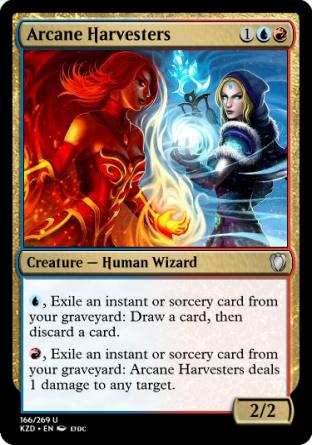 Arcane Harvesters 1
Creature — Human Wizard
, Exile an instant or sorcery card from
your graveyard: Draw a card, then
discard a card.
, Exile an instant or sorcery card from
your graveyard: Arcane Harvesters deals
1 damage to any target.
2/2
166/269 U
KZD • EN